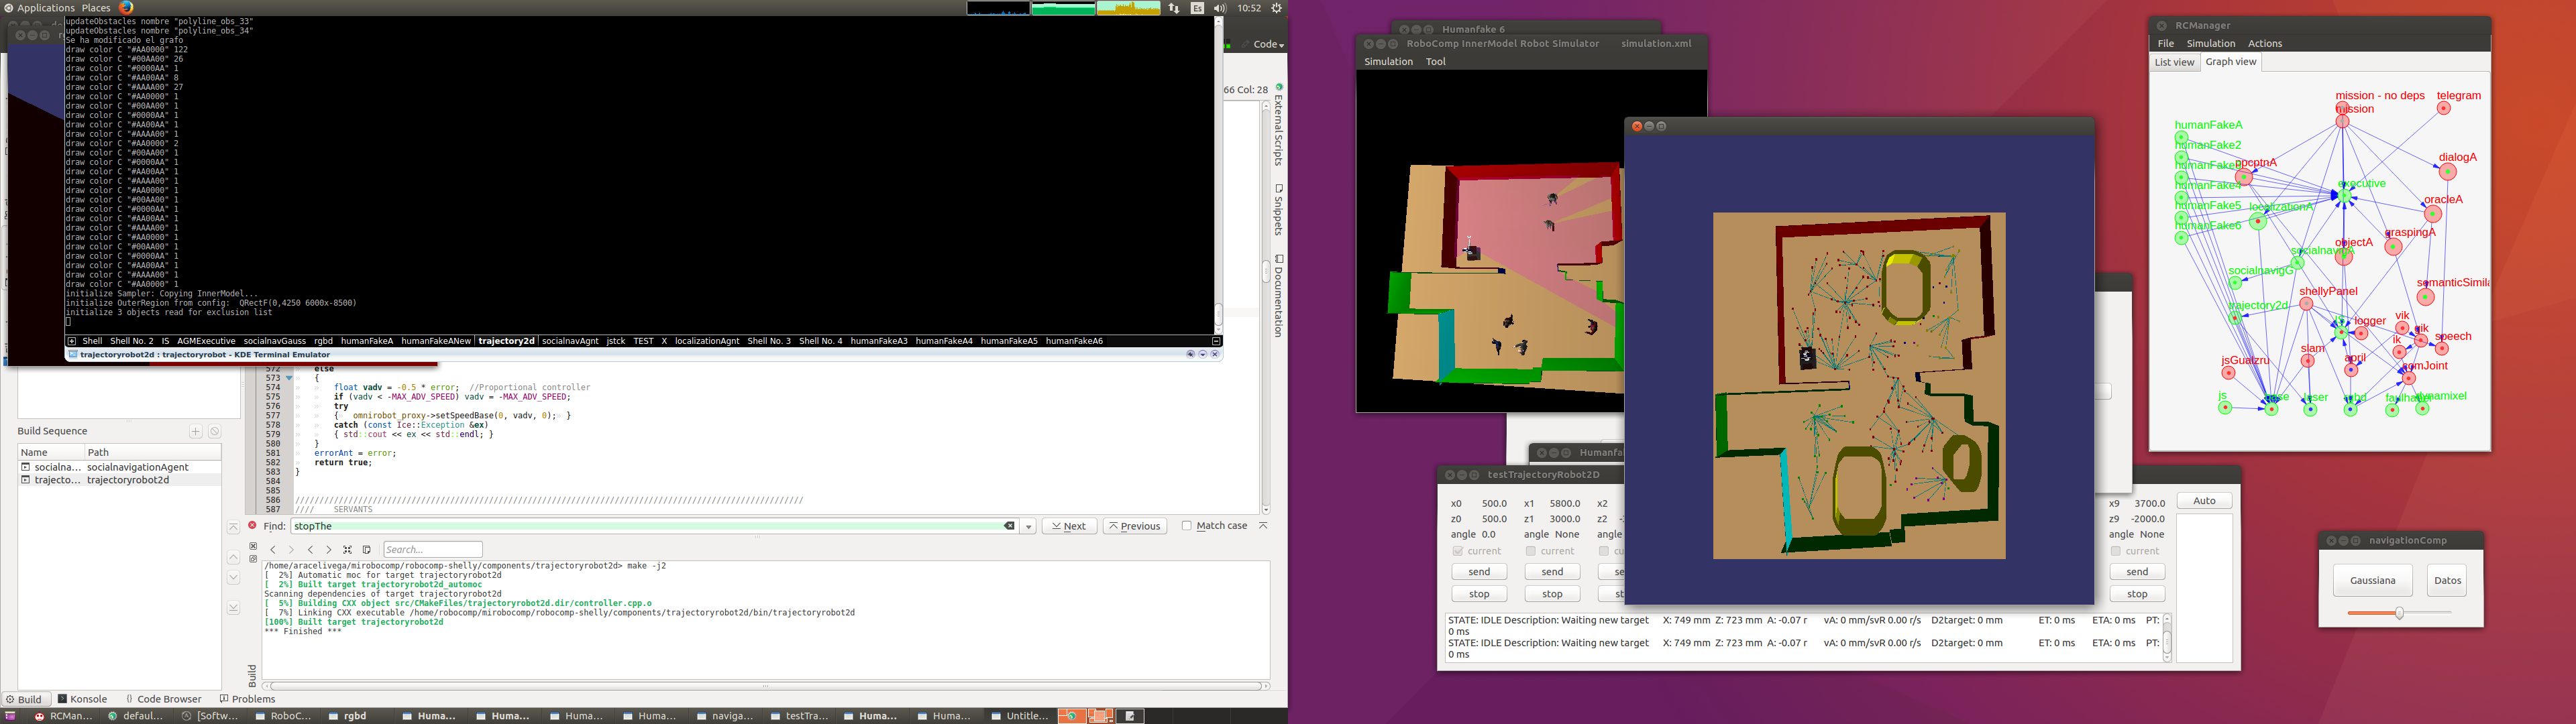 Applications Places
Es 10:52
updateObstacles nombre "polyline_obs_33"
updateObstacles nombre "polyline_obs_34"
Se ha modificado el grafo
draw color C "#AA0000" 122
draw color C "#00AA00" 26
draw color C "#0000AA" 1
draw color C "#AA00AA" 8
draw color C "#AAAA00" 27
draw color C "#AA0000" 1
draw color C "#00AA00" 1
draw color C "#0000AA" 1
draw color C "#AA00AA" 1
draw color C "#AAAA00" 1
draw color C "#AA0000" 2
draw color C "#00AA00" 1
draw color C "#0000AA" 1
draw color C "#AA00AA" 1
draw color C "#AAAA00" 1
draw color C "#AA0000" 1
draw color C "#00AA00" 1
draw color C "#0000AA" 1
draw color C "#AA00AA" 1
draw color C "#AAAA00" 1
draw color C "#AA0000" 1
draw color C "#00AA00" 1
draw color C "#0000AA" 1
draw color C "#AA00AA" 1
draw color C "#AAAA00" 1
draw color C "#AA0000" 1
initialize Sampler: Copying InnerModel...
initialize OuterRegion from config: QRectF(0,4250 6000x-8500)
initialize 3 objects read for exclusion list
Shell Shell No. 2 IS AGMExecutive socialnavGauss rgbd humanFakeA humanFakeANew trajectory2d socialnavAgnt jstck TEST X localizationAgnt Shell No. 3 Shell No. 4 humanFakeA3 humanFakeA4 humanFakeA5 humanFakeA6
trajectoryrobot2d : trajectoryrobot - KDE Terminal Emulator
Code
66 Col: 28
External Scripts
Snippets
Documentation
572 else
573 {
574 float vadv = -0.5 * error; //Proportional controller
575 if (vadv < -MAX_ADV_SPEED) vadv = -MAX_ADV_SPEED;
576 try
577 { omnirobot_proxy->setSpeedBase(0, vadv, 0); }
578 catch (const Ice::Exception &ex)
579 { std::cout << ex << std::endl; }
580 }
581 errorAnt = error;
582 return true;
583 }
584
585
586 ////////////////////////////////////////////////////////////////////////////////////////////////////////
587 //// SERVANTS
Build Sequence
Name Path
socialna... socialnavigationAgent
trajecto... trajectoryrobot2d
Find: stopThe Next Previous Match case
Search...
/home/aracelivega/mirobocomp/robocomp-shelly/components/trajectoryrobot2d> make -j2
[ 2%] Automatic moc for target trajectoryrobot2d
[ 2%] Built target trajectoryrobot2d_automoc
Scanning dependencies of target trajectoryrobot2d
[ 5%] Building CXX object src/CMakeFiles/trajectoryrobot2d.dir/controller.cpp.o
[ 7%] Linking CXX executable /home/robocomp/mirobocomp/robocomp-shelly/components/trajectoryrobot2d/bin/trajectoryrobot2d
[100%] Built target trajectoryrobot2d
*** Finished ***
Build
Build Konsole Code Browser Problems
RCMan... defaul... [Softw... RoboC... rgbd Huma... Huma... Huma... Huma... naviga... testTra... Huma... Huma... Untitle...
Humanfake 6
RoboComp InnerModel Robot Simulator simulation.xml
Simulation Tool
Humanfa
testTrajectoryRobot2D
x0 500.0 x1 5800.0 x2 x9 3700.0 Auto
z0 500.0 z1 3000.0 z2 z9 -2000.0
angle 0.0 angle None angle angle None
current current current
send send se send
stop stop st stop
STATE: IDLE Description: Waiting new target X: 749 mm Z: 723 mm A: -0.07 r vA: 0 mm/svR 0.00 r/s D2target: 0 mm ET: 0 ms ETA: 0 ms PT:
0 ms
STATE: IDLE Description: Waiting new target X: 749 mm Z: 723 mm A: -0.07 r vA: 0 mm/svR 0.00 r/s D2target: 0 mm ET: 0 ms ETA: 0 ms PT:
0 ms
RCManager
File Simulation Actions
List view Graph view
mission - no deps telegram
mission
humanFakeA
humanFake2
humanFake3 ppcptnA dialogA
humanFake4 executive
humanFake5 localizationA oracleA
humanFake6 objectA graspingA
socialnavigA
socialnavigG semanticSimila
shellyPanel
trajectory2d
logger vik gik speech
slam april ik
jsGualzru comJoint
js base laser rgbd faulhaber dynamixel
navigationComp
Gaussiana Datos